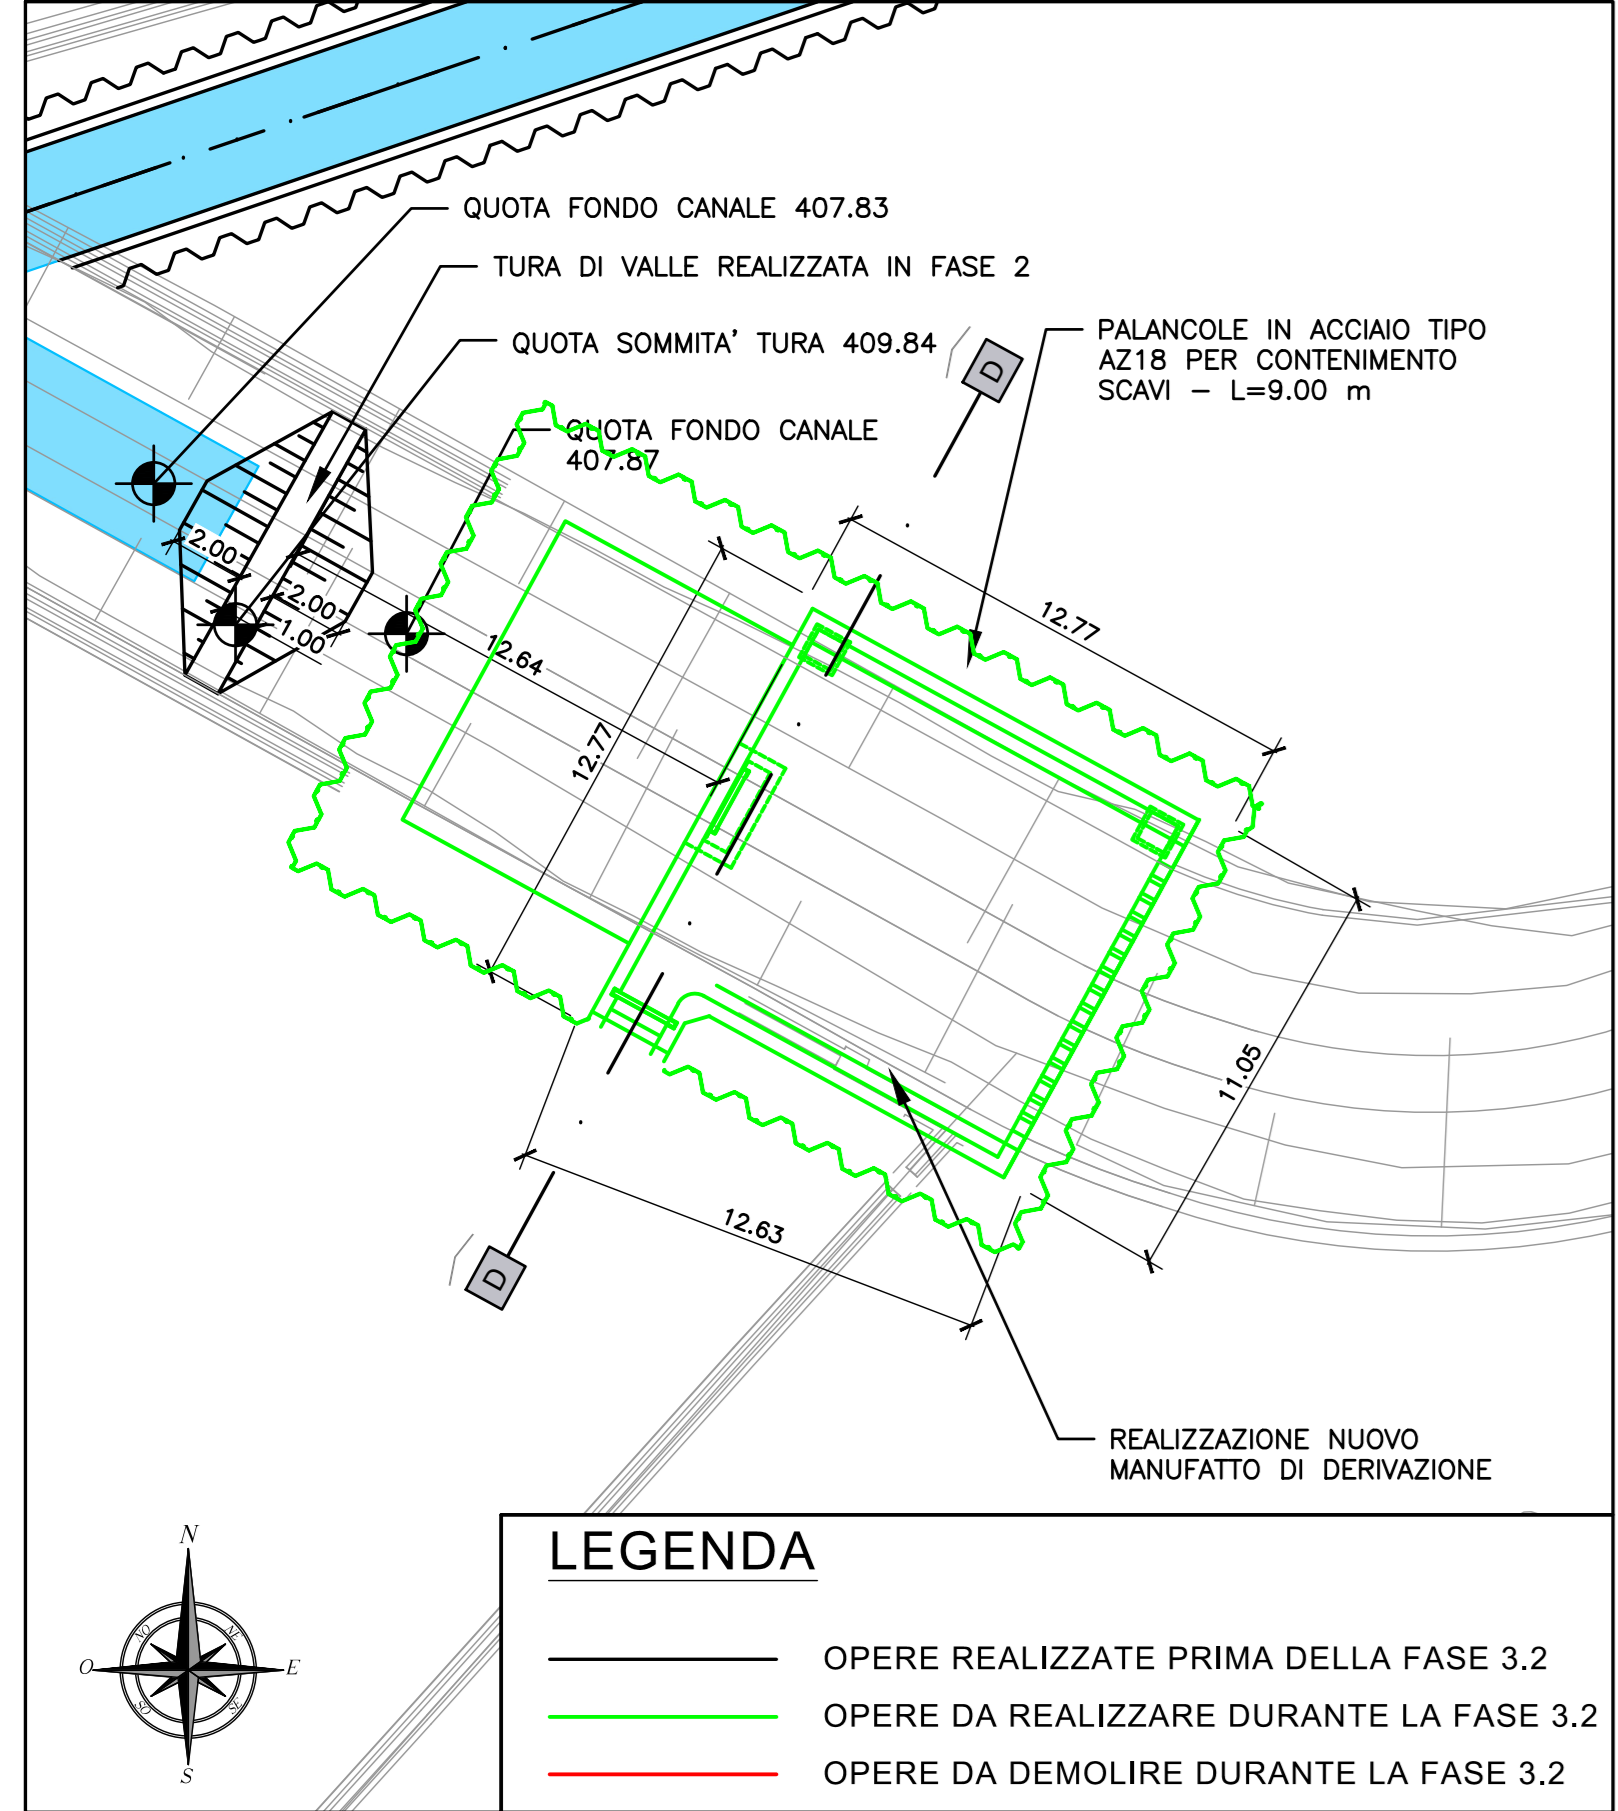 QUOTA FONDO CANALE 407.83
TURA DI VALLE REALIZZATA IN FASE 2
QUOTA SOMMITA' TURA 409.84
D
PALANCOLE IN ACCIAIO TIPO
AZ18 PER CONTENIMENTO
SCAVI – L=9.00 m
QUOTA FONDO CANALE
407.87
2.00
2.00
1.00
12.64
12.77
12.77
11.05
12.63
D
REALIZZAZIONE NUOVO
MANUFATTO DI DERIVAZIONE
N
NO
NE
O
E
SO
SE
S
LEGENDA
OPERE REALIZZATE PRIMA DELLA FASE 3.2
OPERE DA REALIZZARE DURANTE LA FASE 3.2
OPERE DA DEMOLIRE DURANTE LA FASE 3.2